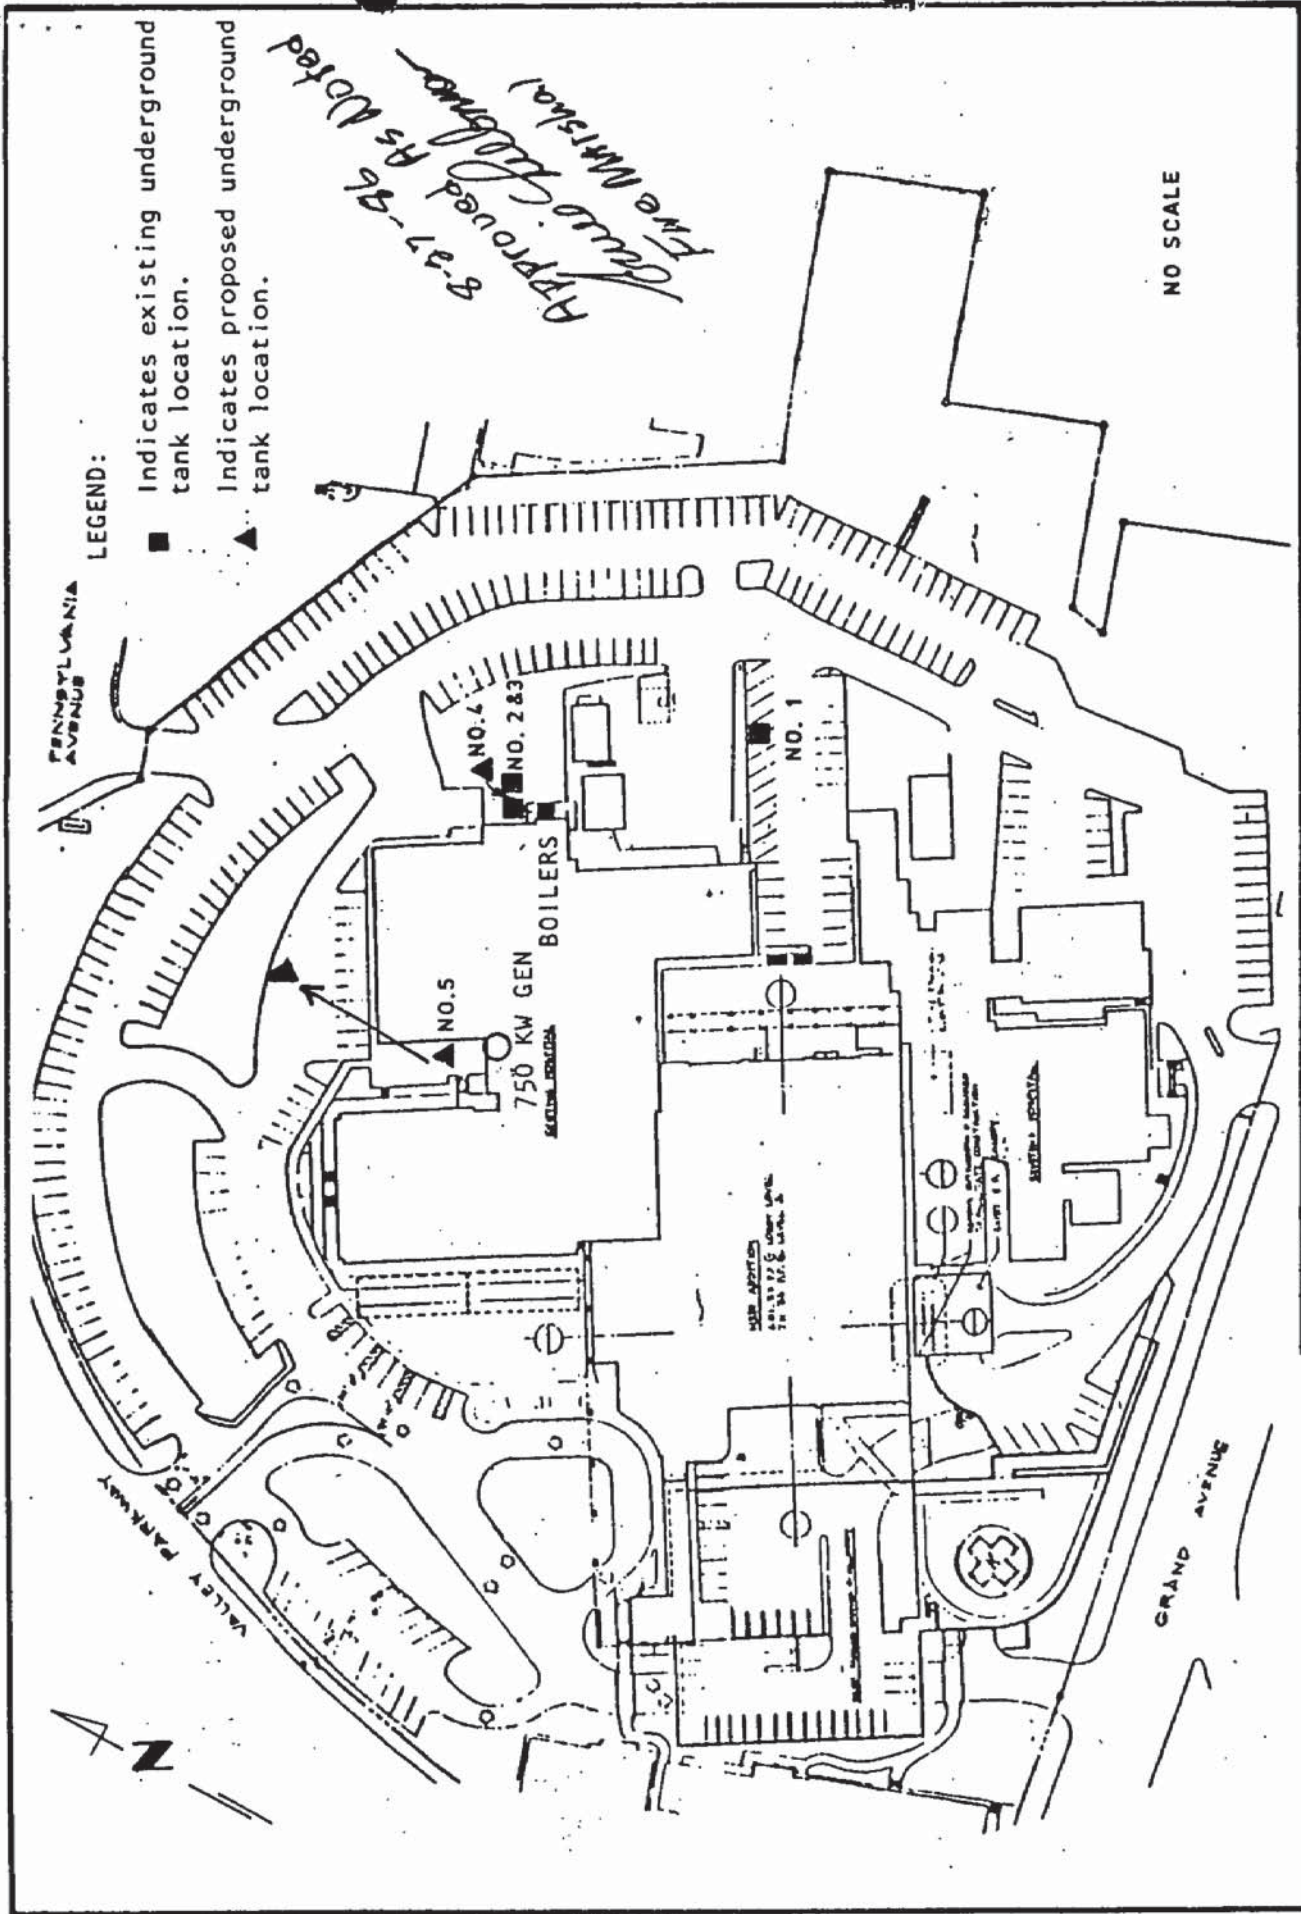 PENNSYLVANIA
AVENUE
LEGEND:
■ Indicates existing underground
tank location.
▲ Indicates proposed underground
tank location.
8-27-86
Approved As Noted
Fire Marshal
NO.4
NO. 2 &3
NO. 1
NO.5
750 KW GEN
BOILERS
EXISTING HOSPITAL
NEW ADDITION
EXISTING HOSPITAL
VALLEY PARKWAY
GRAND AVENUE
N
NO SCALE